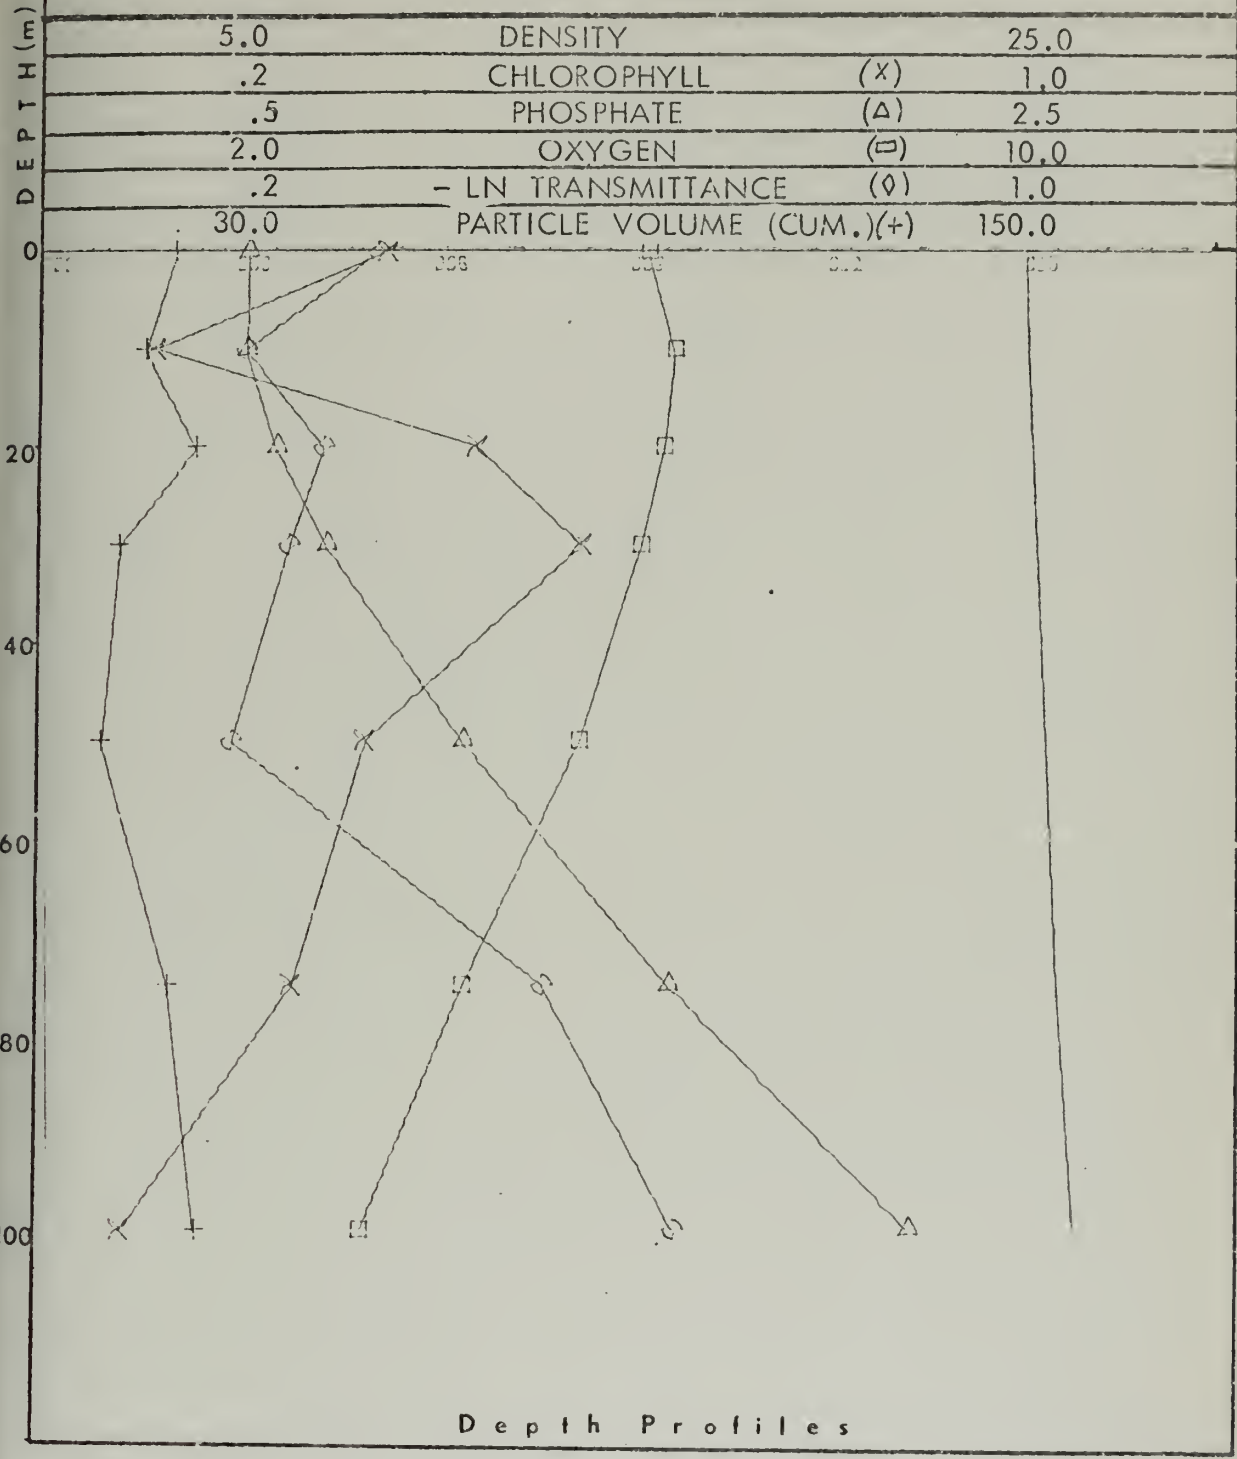 DEPTH(m)
5.0 DENSITY 25.0
.2 CHLOROPHYLL (X) 1.0
.5 PHOSPHATE (Δ) 2.5
2.0 OXYGEN (▭) 10.0
.2 - LN TRANSMITTANCE (◊) 1.0
30.0 PARTICLE VOLUME (CUM.)(+) 150.0
0
20
40
60
80
00
Depth Profiles